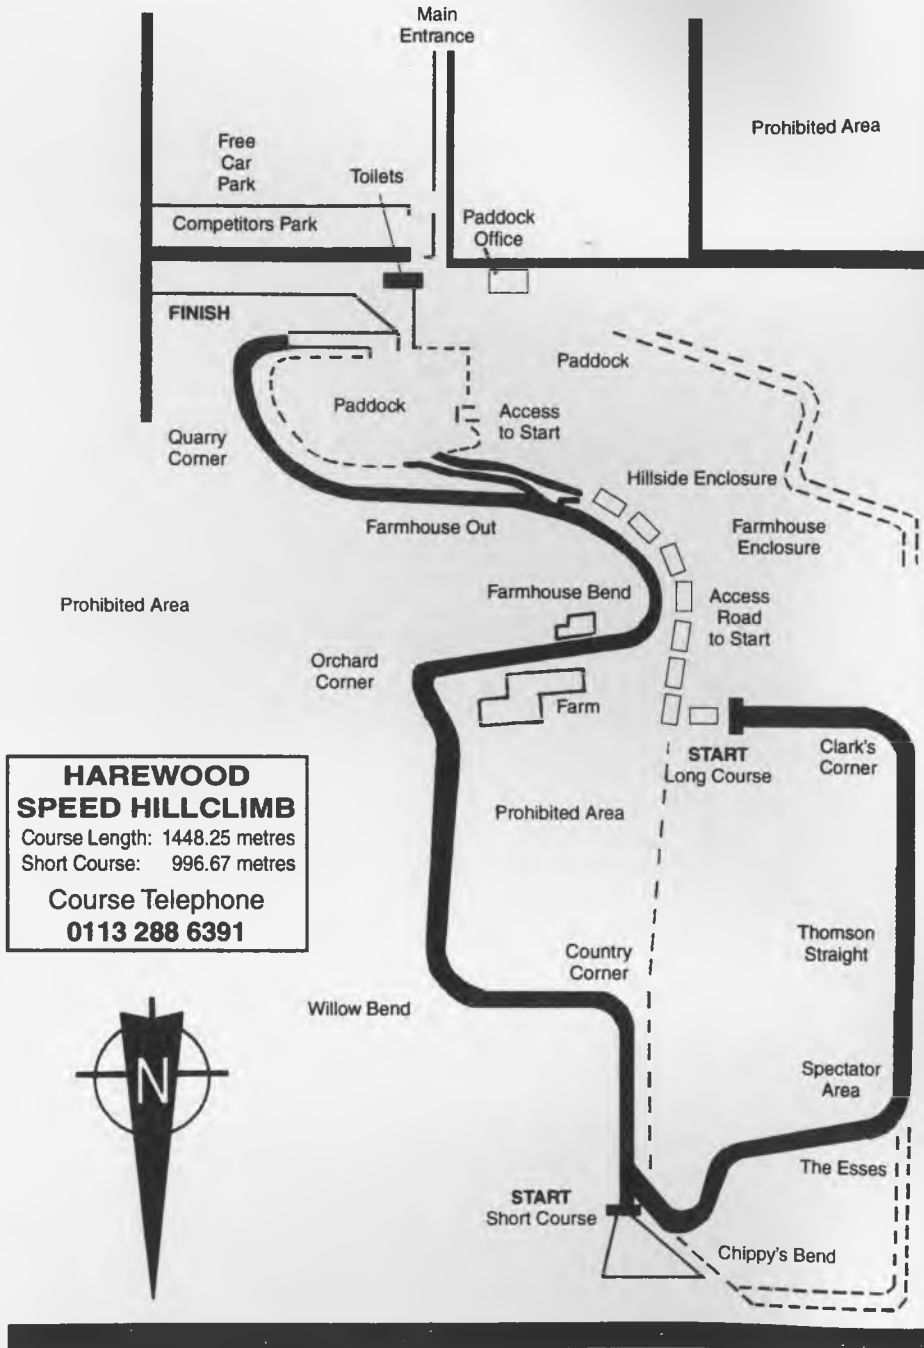 Main
Entrance
Prohibited Area
Free
Car
Park
Toilets
Competitors Park
Paddock
Office
FINISH
Paddock
Paddock
Access
to Start
Quarry
Corner
Hillside Enclosure
Farmhouse Out
Farmhouse
Enclosure
Farmhouse Bend
Access
Road
to Start
Prohibited Area
Orchard
Corner
Farm
START
Long Course
Clark's
Corner
HAREWOOD
SPEED HILLCLIMB
Course Length: 1448.25 metres
Short Course: 996.67 metres
Course Telephone
0113 288 6391
Prohibited Area
Thomson
Straight
Country
Corner
Willow Bend
N
Spectator
Area
The Esses
START
Short Course
Chippy's Bend